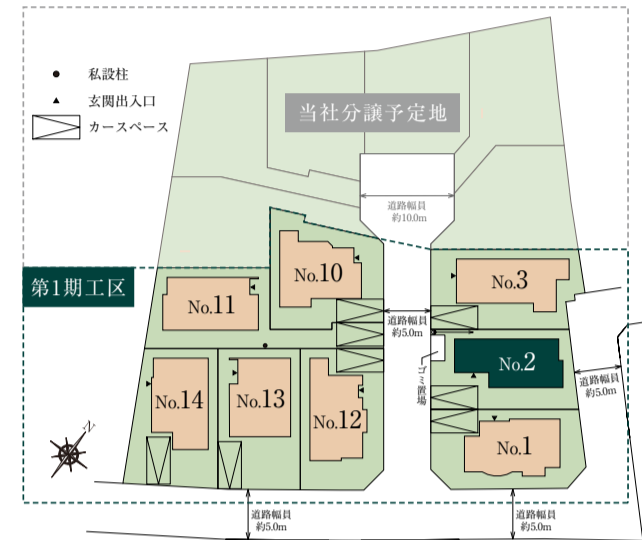 私設柱
玄関出入口
カースペース
当社分譲予定地
道路幅員
約10.0m
第1期工区
No.10
No.11
No.3
道路幅員
約5.0m
No.2
ゴミ置場
道路幅員
約5.0m
No.14
No.13
No.12
No.1
N
道路幅員
約5.0m
道路幅員
約5.0m